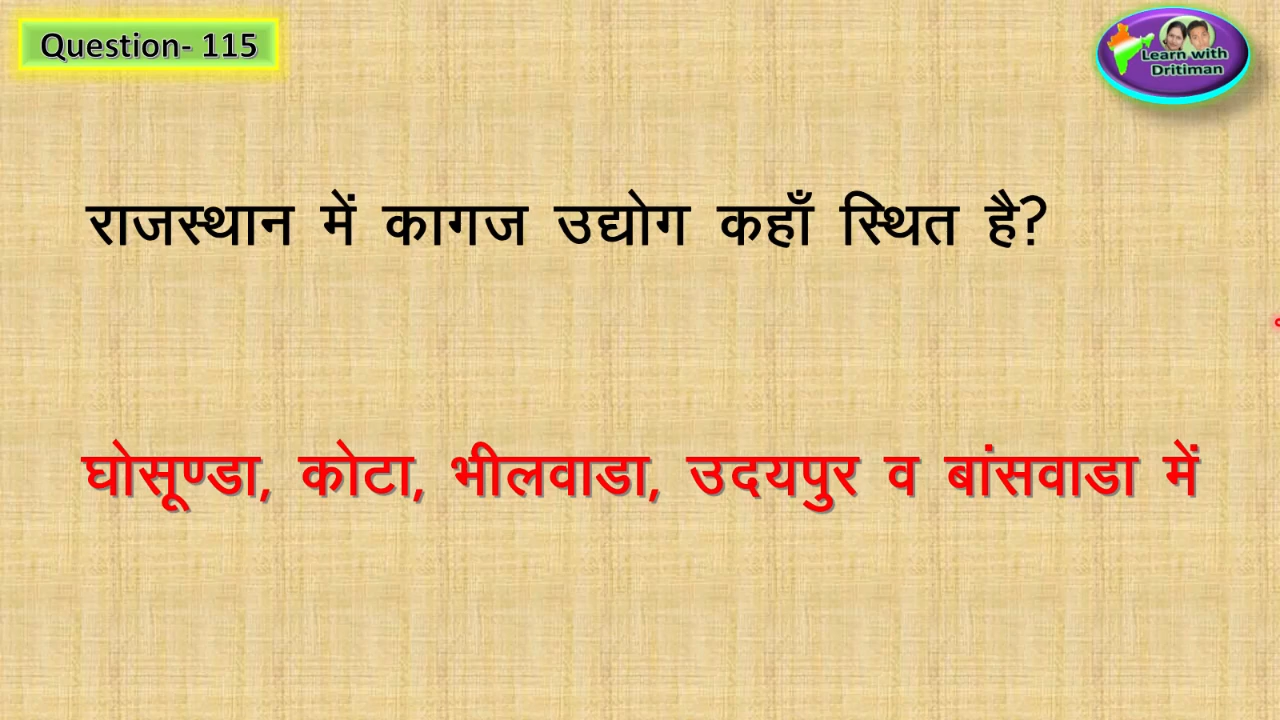 Question- 115
Learn with
Dritiman
राजस्थान में कागज उद्योग कहाँ स्थित है?
घोसूण्डा, कोटा, भीलवाडा, उदयपुर व बांसवाडा में